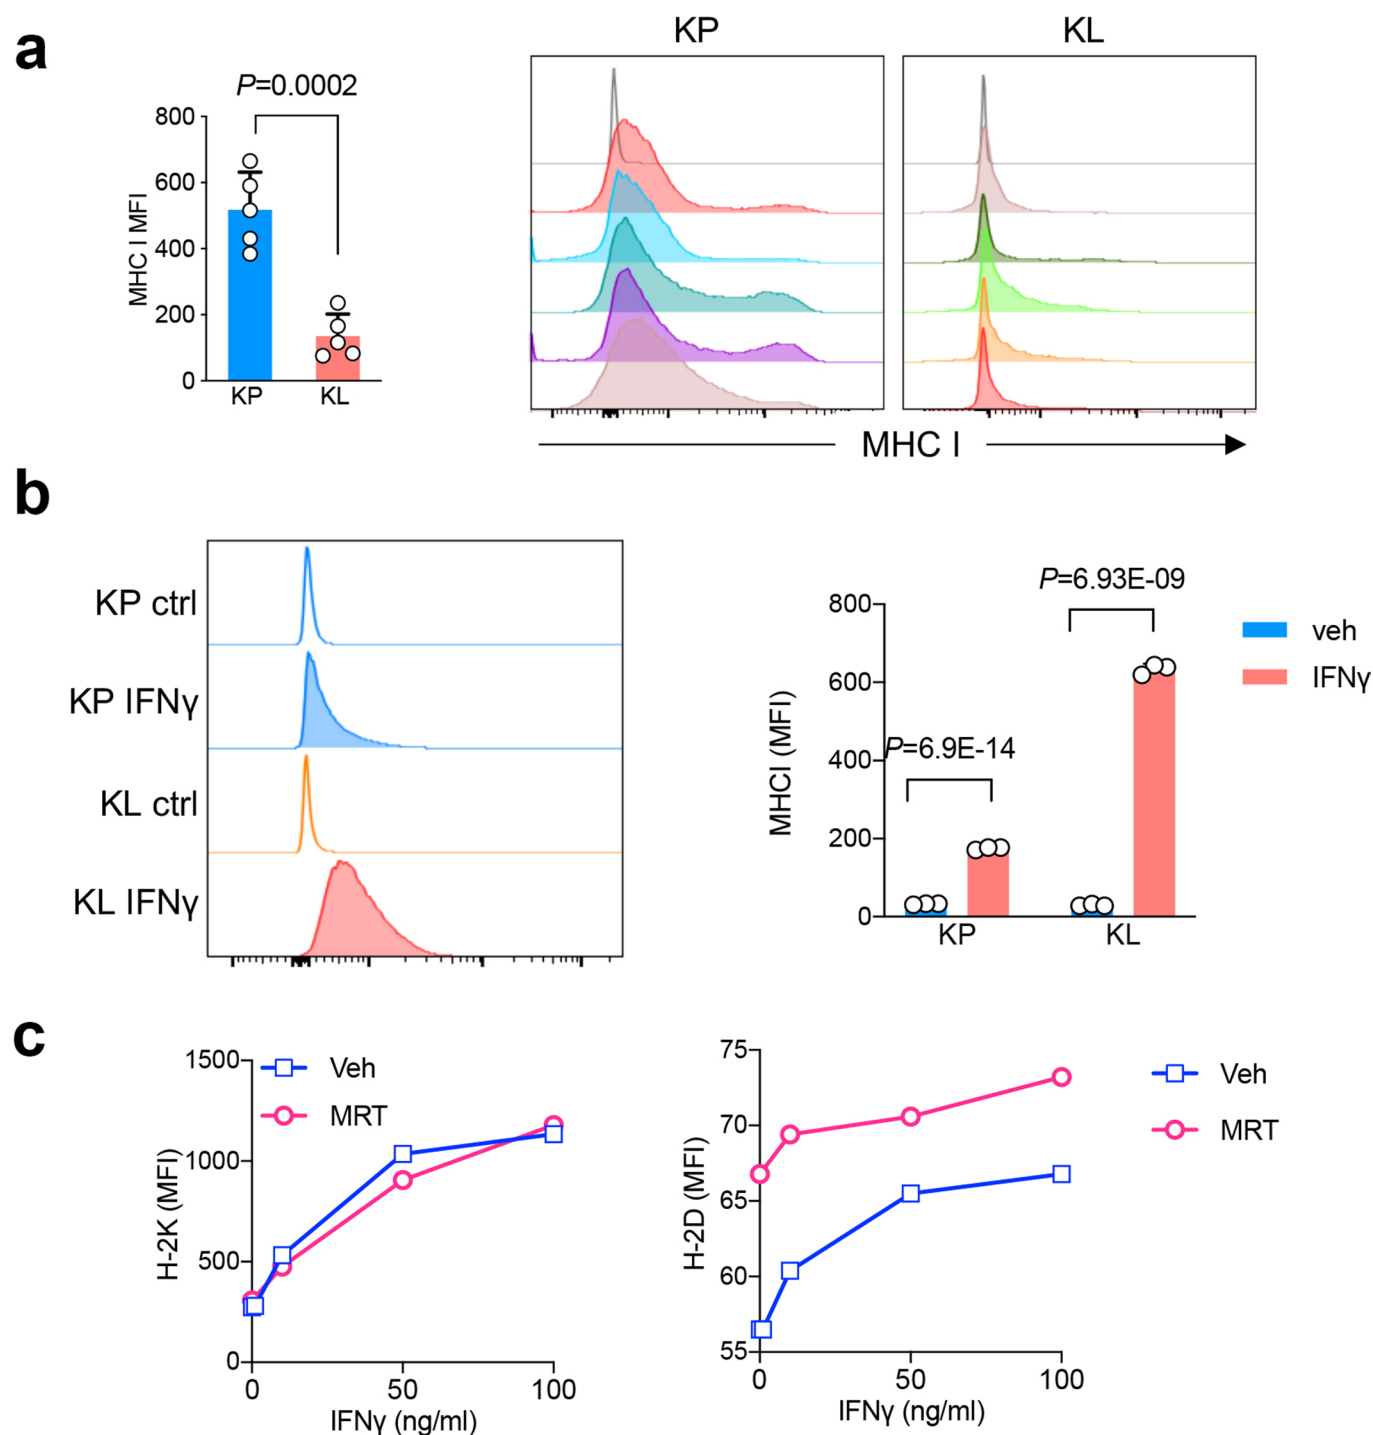 a
P=0.0002
MHC I MFI
800
600
400
200
0
KP
KL
KP
KL
MHC I
b
KP ctrl
KP IFNγ
KL ctrl
KL IFNγ
P=6.93E-09
P=6.9E-14
MHCI (MFI)
800
600
400
200
0
KP
KL
veh
IFNγ
c
Veh
MRT
H-2K (MFI)
1500
1000
500
0
0
50
100
IFNγ (ng/ml)
H-2D (MFI)
75
70
65
60
55
0
50
100
IFNγ (ng/ml)
Veh
MRT